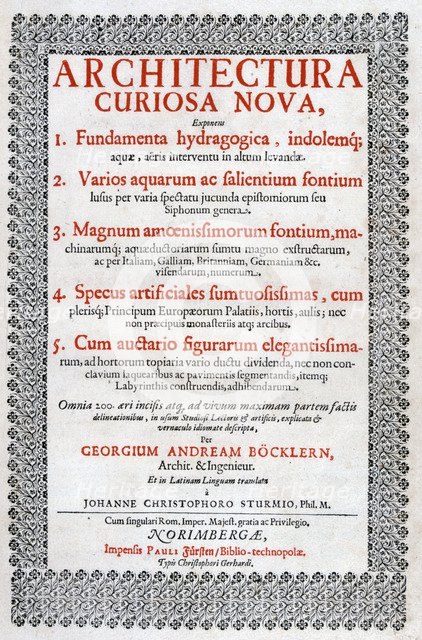 ARCHITECTURA
CURIOSA NOVA,
Exponens
1. Fundamenta hydragogica, indolemq́;
aquæ, aëris interventu in altum levandæ.
2. Varios aquarum ac salientium fontium
lusus per varia spectatu jucunda epistomiorum seu
Siphonum genera.
3. Magnum amœnissimorum fontium, ma-
chinarumq́; aquæductoriarum sumtu magno exstructarum,
ac per Italiam, Galliam, Britanniam, Germaniam &c.
visendarum, numerum.
4. Specus artificiales sumtuosissimas, cum
plerisq́; Principum Europæorum Palatiis, hortis, aulis; nec
non præcipuis monasteriis atq́; arcibus.
5. Cum auctario figurarum elegantissima-
rum, ad hortorum topiaria vario ductu dividenda, nec non con-
clavium laquearibus ac pavimentis segmentandis, itemq́;
Labyrinthis construendis, adhibendarum.
Omnia 200. æri incisis atq́; ad vivum maximam partem factis
delineationibus, in usum Studiosi Lectoris & artificis, explicata &
vernaculo idiomate descripta,
Per
GEORGIUM ANDREAM BÖCKLERN,
Archit. & Ingenieur.
Et in Latinam Linguam translata
à
JOHANNE CHRISTOPHORO STURMIO, Phil. M.
Cum singulari Rom. Imper. Majest. gratia ac Privilegio.
NORIMBERGÆ,
Impensis PAULI Fürsten / Biblio-technopolæ.
Typis Christophori Gerhardi.